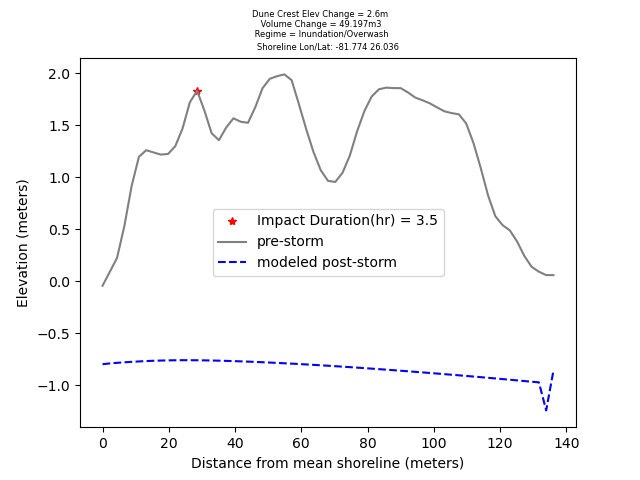 Dune Crest Elev Change = 2.6m
Volume Change = 49.197m3
Regime = Inundation/Overwash
Shoreline Lon/Lat: -81.774 26.036
2.0
1.5
1.0
0.5
0.0
−0.5
−1.0
Elevation (meters)
Impact Duration(hr) = 3.5
pre-storm
modeled post-storm
0 20 40 60 80 100 120 140
Distance from mean shoreline (meters)